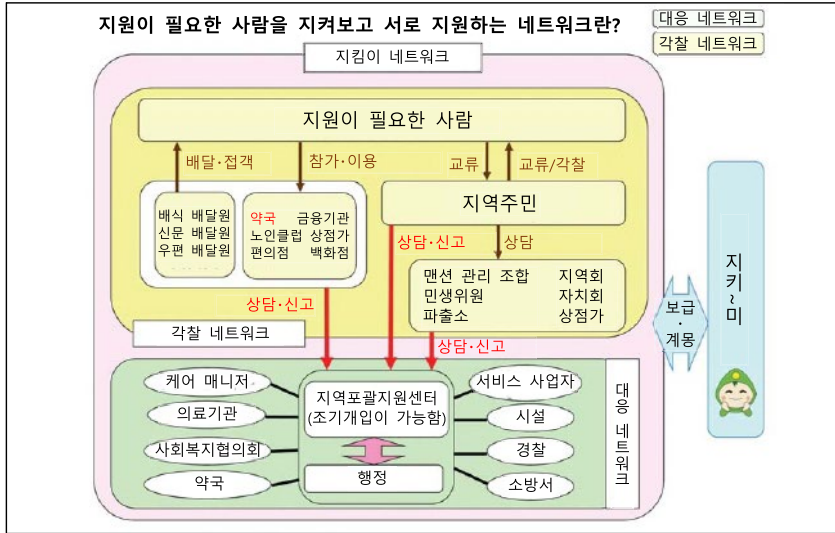 지원이 필요한 사람을 지켜보고 서로 지원하는 네트워크란?
대응 네트워크
각찰 네트워크
지킴이 네트워크
지원이 필요한 사람
배달·접객
참가·이용
교류
교류/각찰
배식 배달원
신문 배달원
우편 배달원
약국 금융기관
노인클럽 상점가
편의점 백화점
지역주민
상담·신고
상담
맨션 관리 조합 지역회
민생위원 자치회
파출소 상점가
상담·신고
각찰 네트워크
상담·신고
보급
·
계몽
지키~미
케어 매니저
의료기관
사회복지협의회
약국
지역포괄지원센터
(조기개입이 가능함)
행정
서비스 사업자
시설
경찰
소방서
대응 네트워크